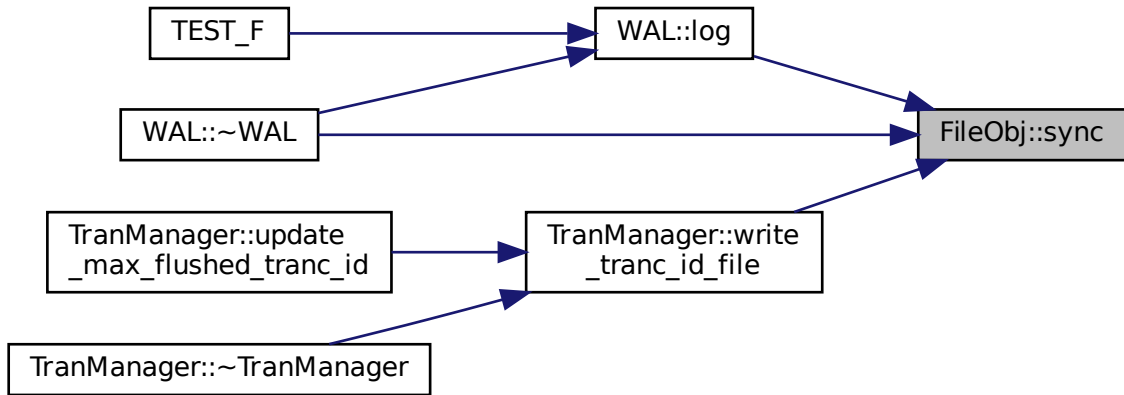 TEST_F
WAL::log
WAL::~WAL
FileObj::sync
TranManager::update
_max_flushed_tranc_id
TranManager::write
_tranc_id_file
TranManager::~TranManager